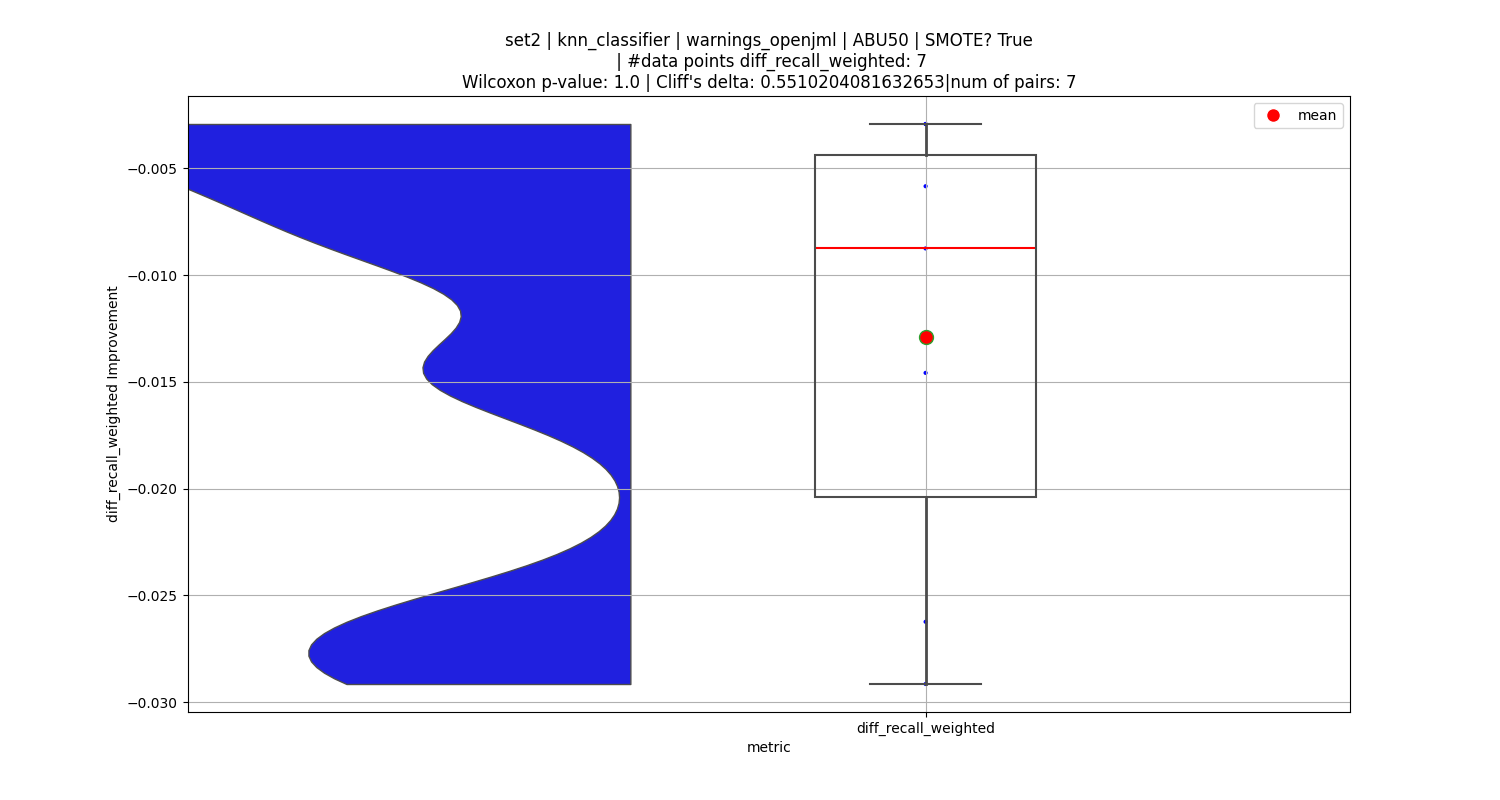 set2 | knn_classifier | warnings_openjml | ABU50 | SMOTE? True
| #data points diff_recall_weighted: 7
Wilcoxon p-value: 1.0 | Cliff's delta: 0.5510204081632653|num of pairs: 7
mean
−0.005
−0.010
−0.015
−0.020
−0.025
−0.030
diff_recall_weighted Improvement
diff_recall_weighted
metric